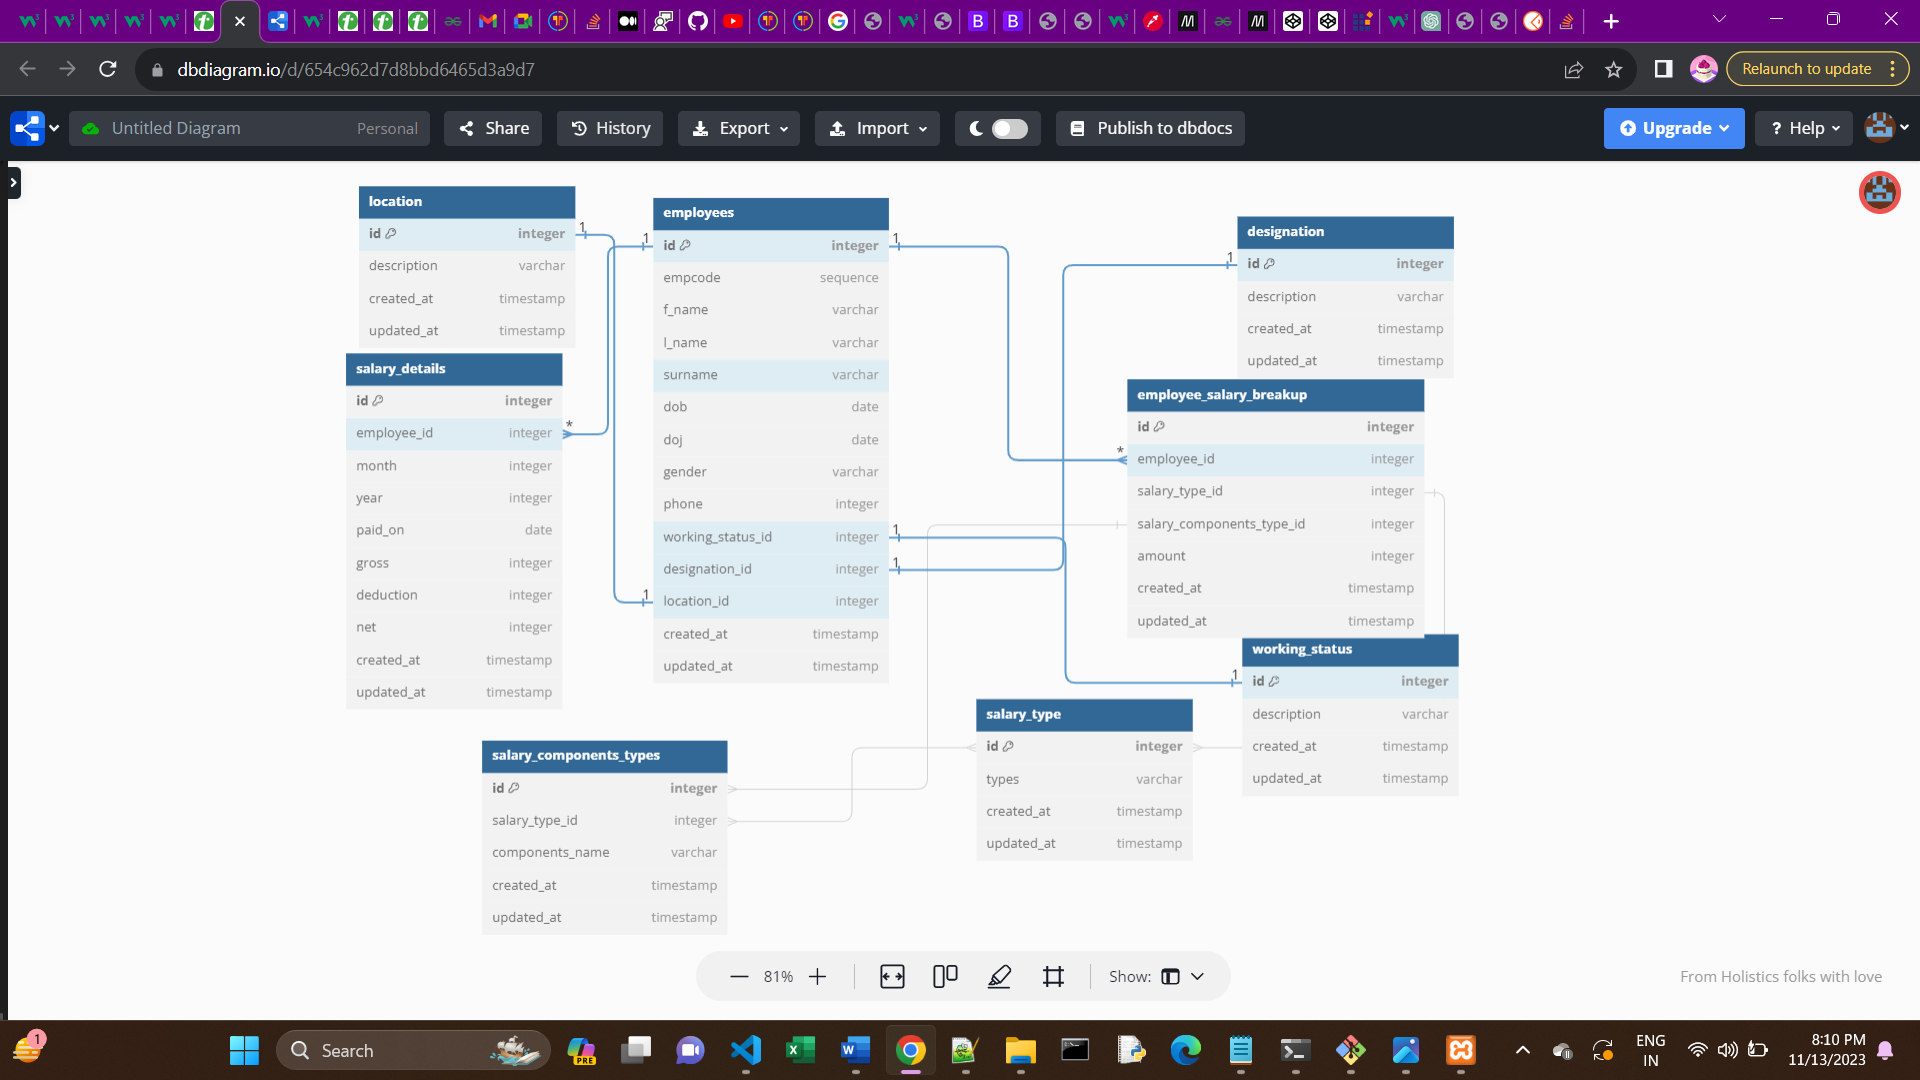 dbdiagram.io/d/654c962d7d8bbd6465d3a9d7
Relaunch to update
Untitled Diagram
Personal
Share
History
Export
Import
Publish to dbdocs
Upgrade
? Help
location
id integer
description varchar
created_at timestamp
updated_at timestamp
salary_details
id integer
employee_id integer
month integer
year integer
paid_on date
gross integer
deduction integer
net integer
created_at timestamp
updated_at timestamp
employees
id integer
empcode sequence
f_name varchar
l_name varchar
surname varchar
dob date
doj date
gender varchar
phone integer
working_status_id integer
designation_id integer
location_id integer
created_at timestamp
updated_at timestamp
designation
id integer
description varchar
created_at timestamp
updated_at timestamp
employee_salary_breakup
id integer
employee_id integer
salary_type_id integer
salary_components_type_id integer
amount integer
created_at timestamp
updated_at timestamp
working_status
id integer
description varchar
created_at timestamp
updated_at timestamp
salary_type
id integer
types varchar
created_at timestamp
updated_at timestamp
salary_components_types
id integer
salary_type_id integer
components_name varchar
created_at timestamp
updated_at timestamp
1
1
*
1
1
*
1
1
1
1
81%
Show:
From Holistics folks with love
1
Search
PRE
ENG
IN
8:10 PM
11/13/2023